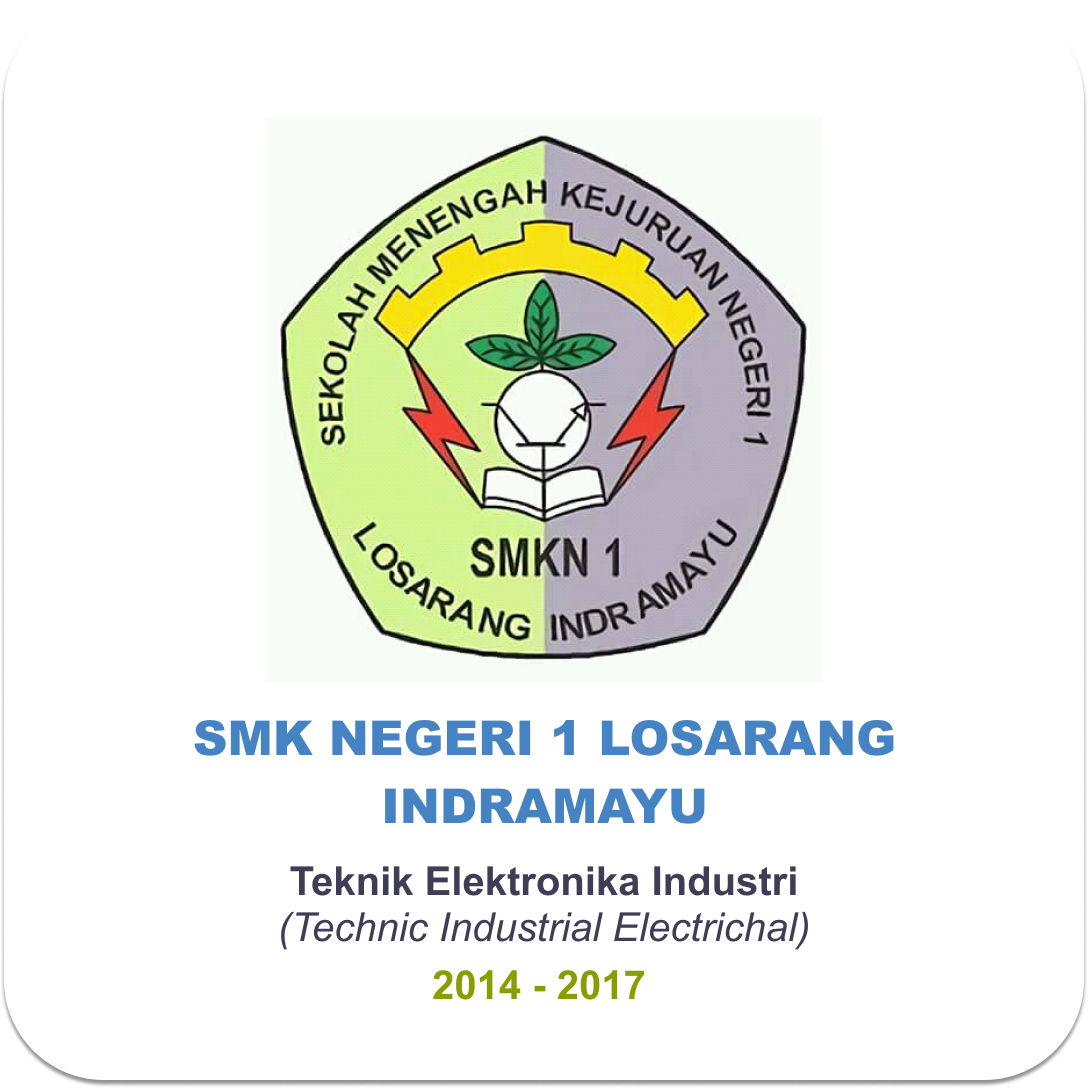 SEKOLAH MENENGAH KEJURUAN NEGERI 1
SMKN 1
LOSARANG INDRAMAYU
SMK NEGERI 1 LOSARANG
INDRAMAYU
Teknik Elektronika Industri
(Technic Industrial Electrichal)
2014 - 2017